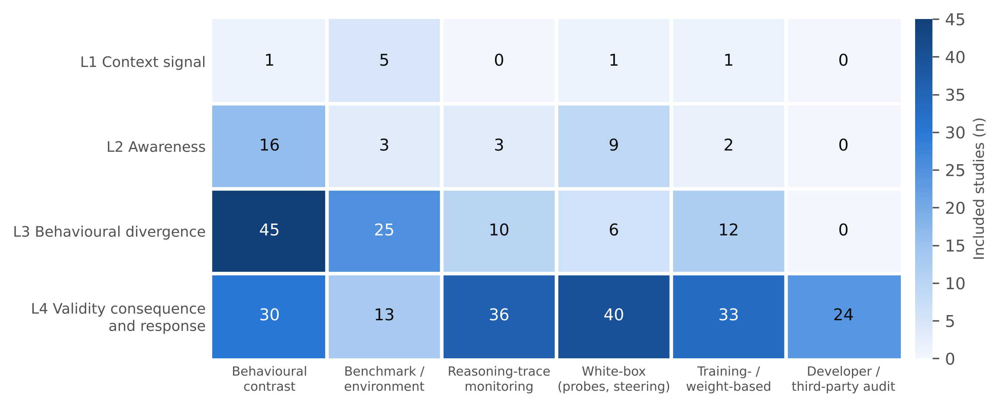 L1 Context signal
1
5
0
1
1
0
L2 Awareness
16
3
3
9
2
0
L3 Behavioural divergence
45
25
10
6
12
0
L4 Validity consequence
and response
30
13
36
40
33
24
Behavioural
contrast
Benchmark /
environment
Reasoning-trace
monitoring
White-box
(probes, steering)
Training- /
weight-based
Developer /
third-party audit
45
40
35
30
25
20
15
10
5
0
Included studies (n)